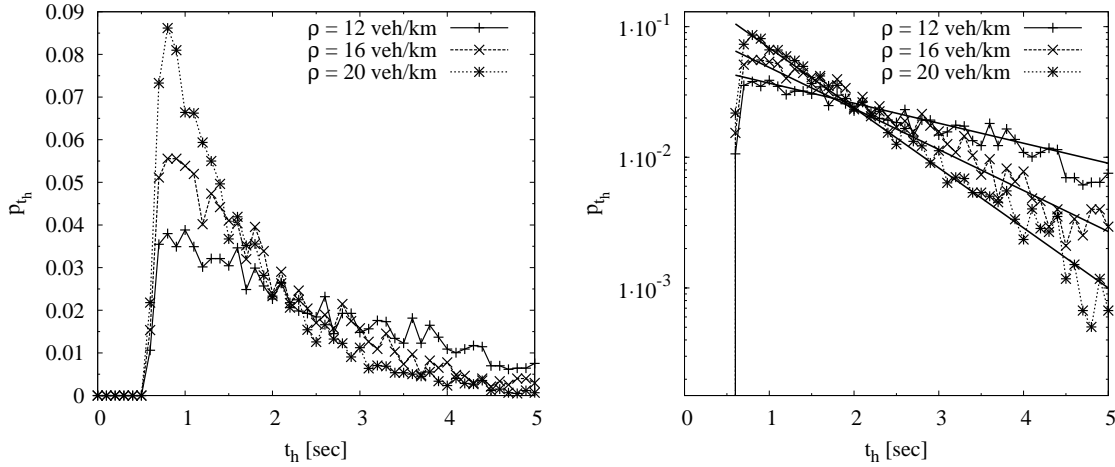 0.09
0.08
0.07
0.06
0.05
0.04
0.03
0.02
0.01
0
0 1 2 3 4 5
p_{t_h}
t_h [sec]
ρ = 12 veh/km
ρ = 16 veh/km
ρ = 20 veh/km
1·10^{-1}
1·10^{-2}
1·10^{-3}
0 1 2 3 4 5
p_{t_h}
t_h [sec]
ρ = 12 veh/km
ρ = 16 veh/km
ρ = 20 veh/km